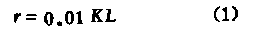 r = 0.01 KL (1)